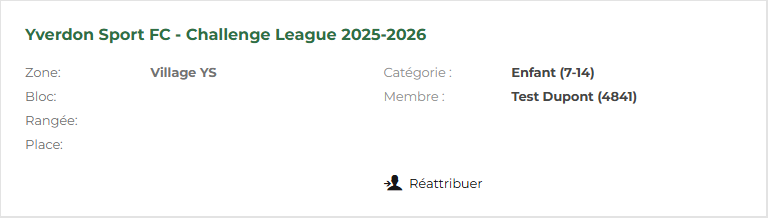 Yverdon Sport FC - Challenge League 2025-2026
Zone: Village YS
Catégorie : Enfant (7-14)
Bloc:
Membre : Test Dupont (4841)
Rangée:
Place:
Réattribuer